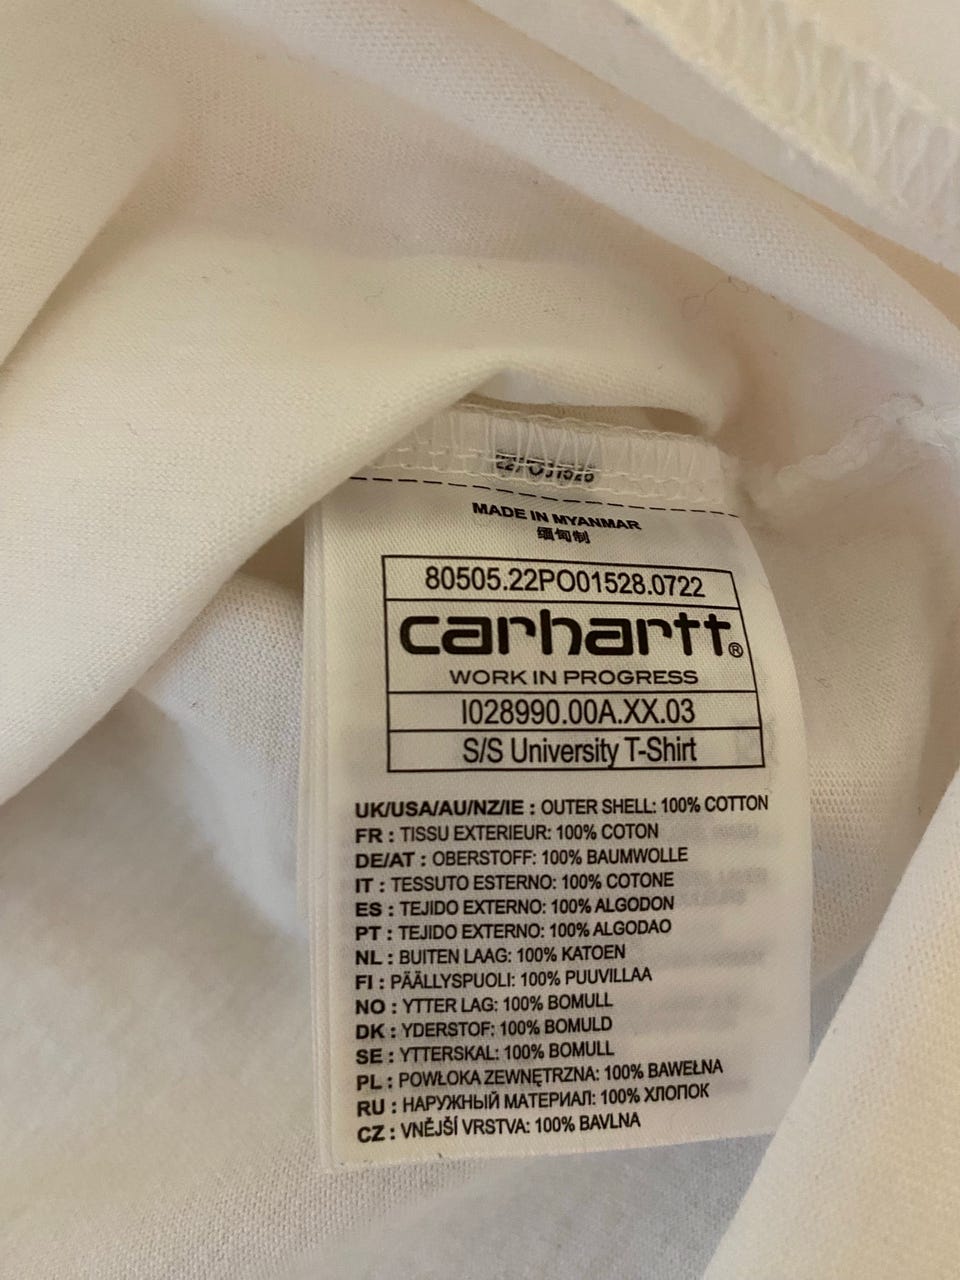 MADE IN MYANMAR
缅甸制
80505.22PO01528.0722
carhartt®
WORK IN PROGRESS
I028990.00A.XX.03
S/S University T-Shirt
UK/USA/AU/NZ/IE : OUTER SHELL: 100% COTTON
FR : TISSU EXTERIEUR: 100% COTON
DE/AT : OBERSTOFF: 100% BAUMWOLLE
IT : TESSUTO ESTERNO: 100% COTONE
ES : TEJIDO EXTERNO: 100% ALGODON
PT : TEJIDO EXTERNO: 100% ALGODAO
NL : BUITEN LAAG: 100% KATOEN
FI : PÄÄLLYSPUOLI: 100% PUUVILLAA
NO : YTTER LAG: 100% BOMULL
DK : YDERSTOF: 100% BOMULD
SE : YTTERSKAL: 100% BOMULL
PL : POWŁOKA ZEWNĘTRZNA: 100% BAWEŁNA
RU : НАРУЖНЫЙ МАТЕРИАЛ: 100% ХЛОПОК
CZ : VNĚJŠÍ VRSTVA: 100% BAVLNA